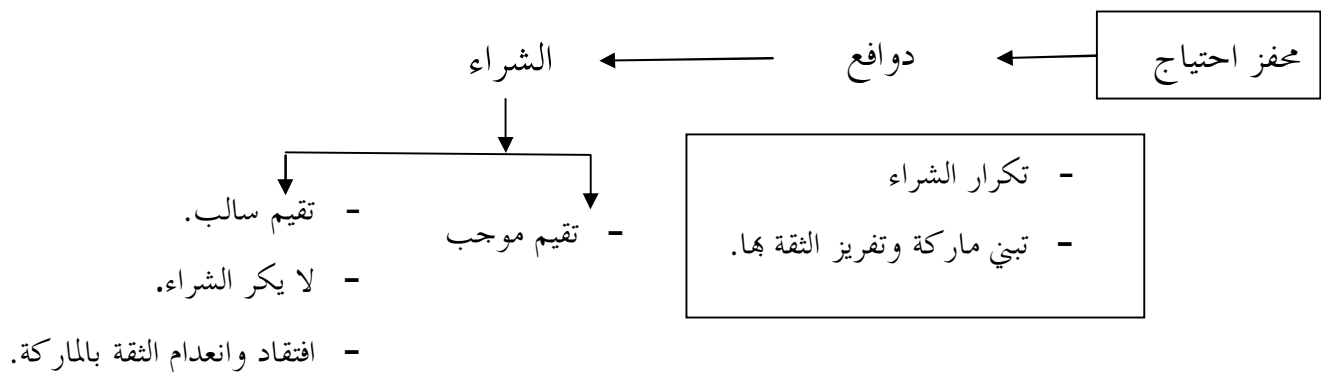 محفز احتياج
دوافع
الشراء
- تكرار الشراء
- تبني ماركة وتفريز الثقة بها.
- تقيم موجب
- تقيم سالب.
- لا يكر الشراء.
- افتقاد وانعدام الثقة بالماركة.